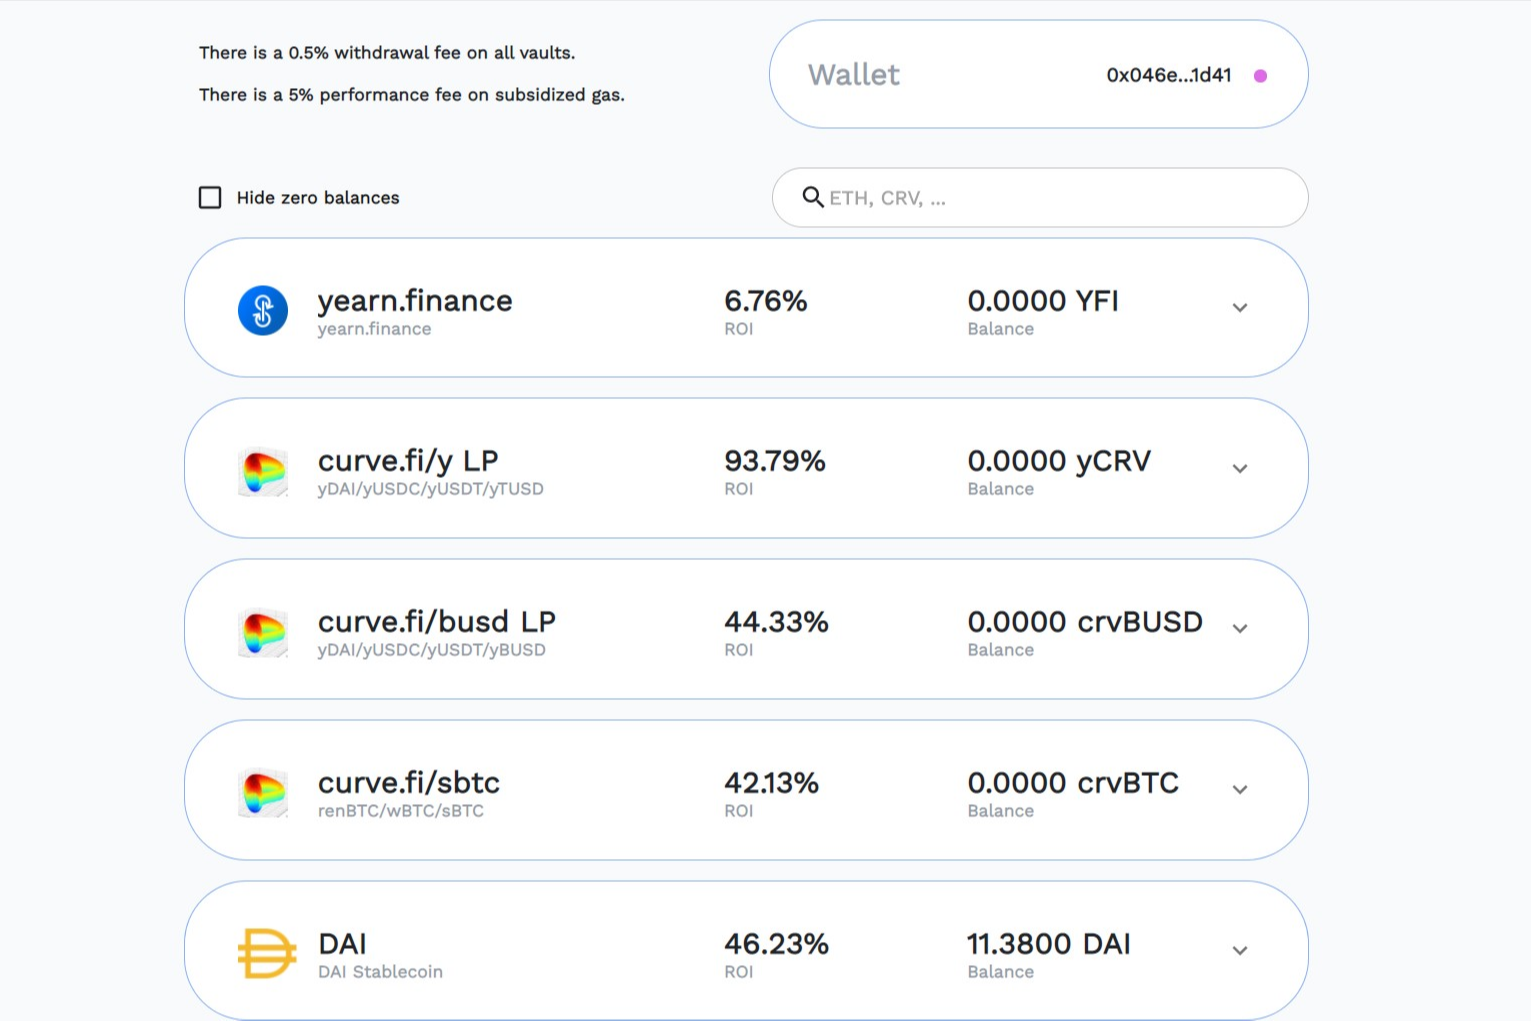 There is a 0.5% withdrawal fee on all vaults.
There is a 5% performance fee on subsidized gas.
Wallet 0x046e...1d41
Hide zero balances
ETH, CRV, ...
yearn.finance 6.76% 0.0000 YFI
yearn.finance ROI Balance
curve.fi/y LP 93.79% 0.0000 yCRV
yDAI/yUSDC/yUSDT/yTUSD ROI Balance
curve.fi/busd LP 44.33% 0.0000 crvBUSD
yDAI/yUSDC/yUSDT/yBUSD ROI Balance
curve.fi/sbtc 42.13% 0.0000 crvBTC
renBTC/wBTC/sBTC ROI Balance
DAI 46.23% 11.3800 DAI
DAI Stablecoin ROI Balance